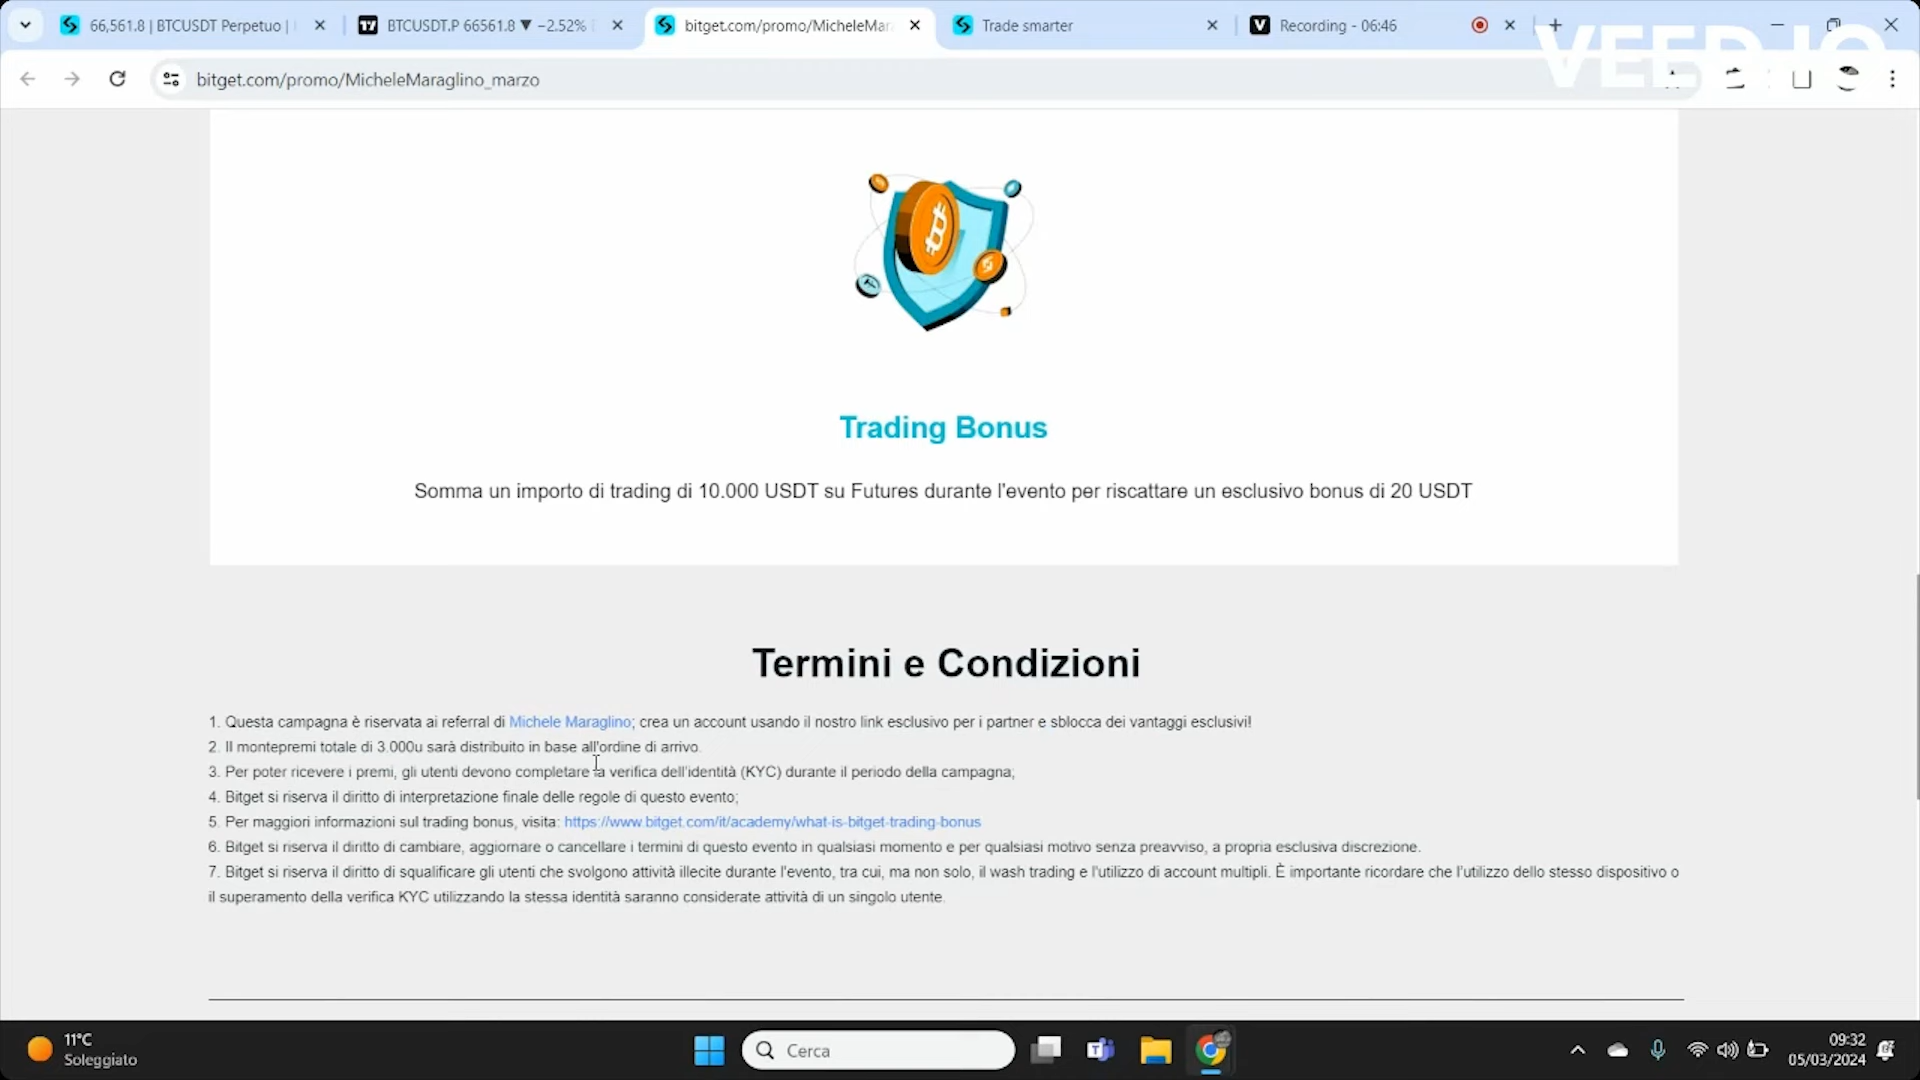 66,561.8 | BTCUSDT Perpetuo |
BTCUSDT.P 66561.8 ▼ −2.52%
bitget.com/promo/MicheleMara
Trade smarter
Recording - 06:46
VEED.IO
bitget.com/promo/MicheleMaraglino_marzo
Trading Bonus
Somma un importo di trading di 10.000 USDT su Futures durante l'evento per riscattare un esclusivo bonus di 20 USDT
Termini e Condizioni
1. Questa campagna è riservata ai referral di Michele Maraglino; crea un account usando il nostro link esclusivo per i partner e sblocca dei vantaggi esclusivi!
2. Il montepremi totale di 3.000u sarà distribuito in base all'ordine di arrivo.
3. Per poter ricevere i premi, gli utenti devono completare la verifica dell'identità (KYC) durante il periodo della campagna;
4. Bitget si riserva il diritto di interpretazione finale delle regole di questo evento;
5. Per maggiori informazioni sul trading bonus, visita: https://www.bitget.com/it/academy/what-is-bitget-trading-bonus
6. Bitget si riserva il diritto di cambiare, aggiornare o cancellare i termini di questo evento in qualsiasi momento e per qualsiasi motivo senza preavviso, a propria esclusiva discrezione.
7. Bitget si riserva il diritto di squalificare gli utenti che svolgono attività illecite durante l'evento, tra cui, ma non solo, il wash trading e l'utilizzo di account multipli. È importante ricordare che l'utilizzo dello stesso dispositivo o
il superamento della verifica KYC utilizzando la stessa identità saranno considerate attività di un singolo utente.
11°C
Soleggiato
Cerca
09:32
05/03/2024